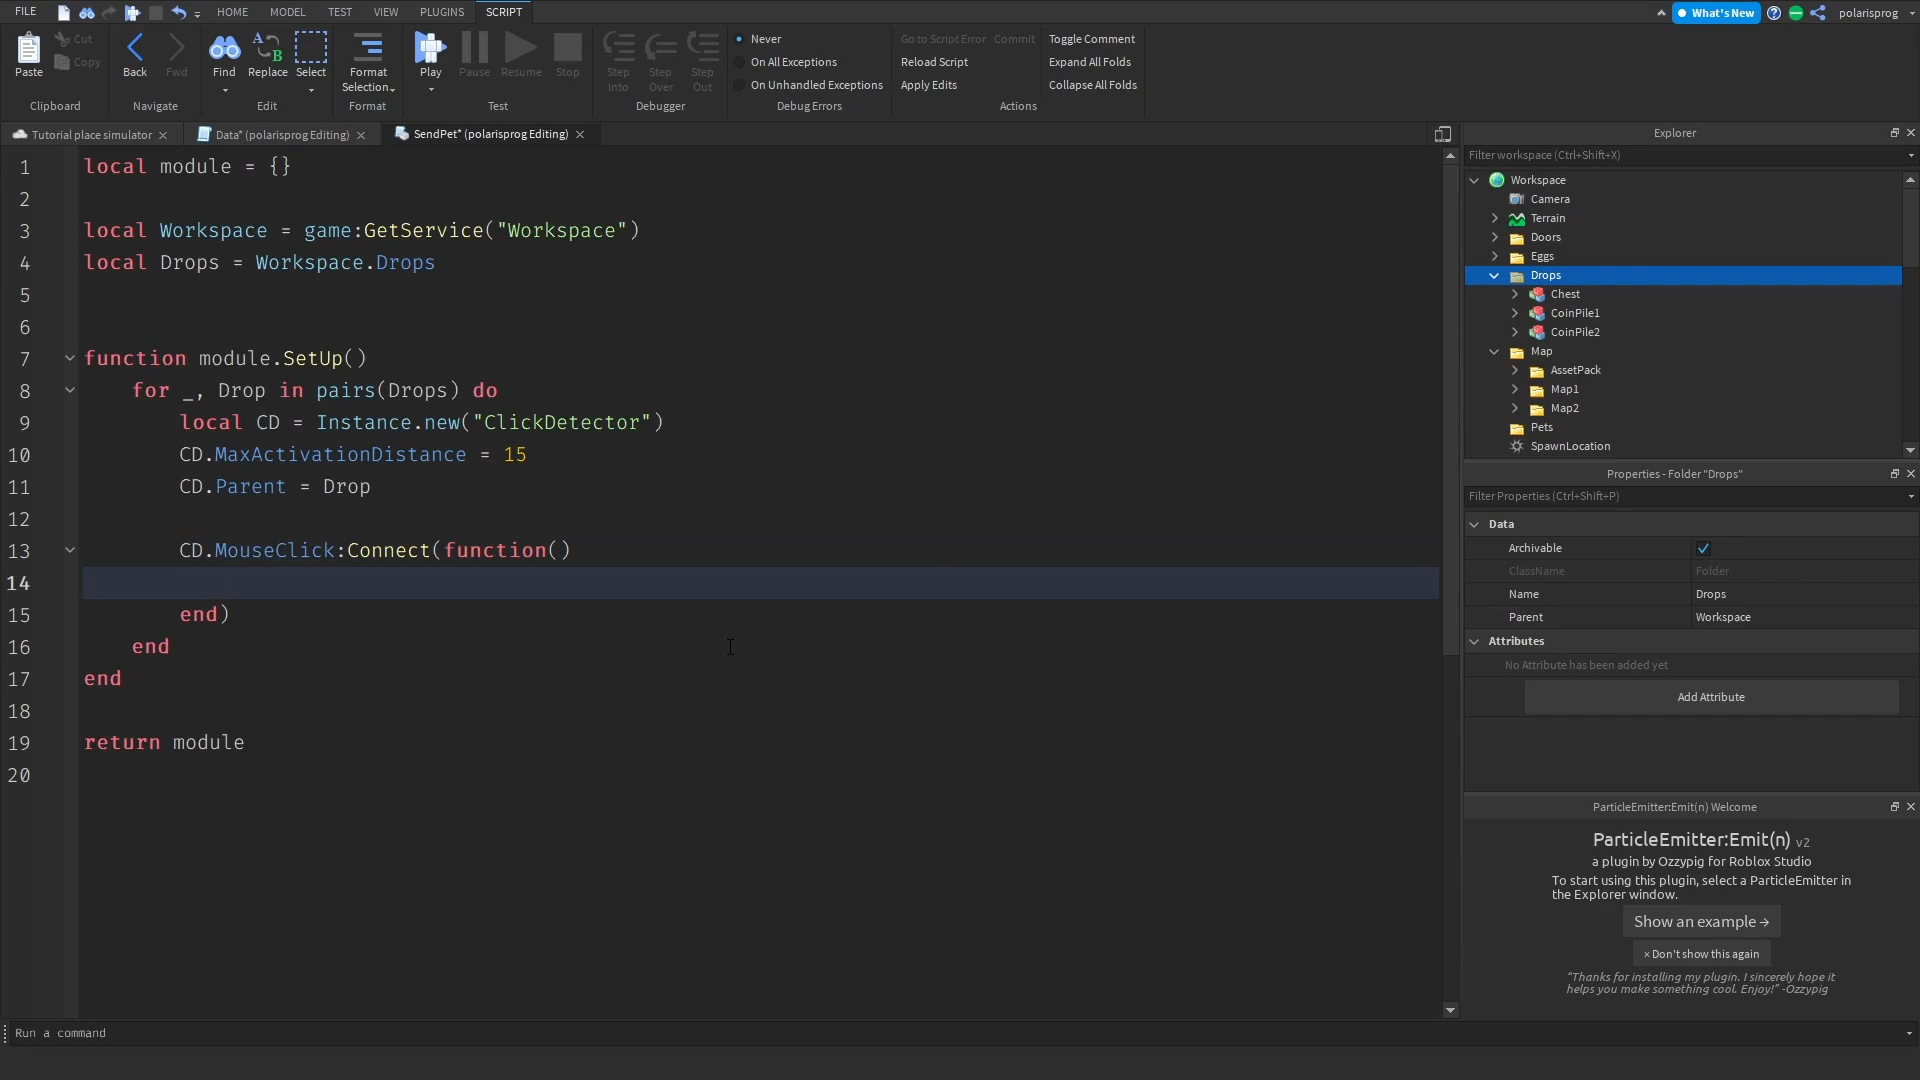 FILE HOME MODEL TEST VIEW PLUGINS SCRIPT What's New polarisprog
Paste Cut Copy Clipboard
Back Fwd Navigate
Find Replace Select Edit
Format Selection Format
Play Pause Resume Stop Test
Step Into Step Over Step Out Debugger
Never
On All Exceptions
On Unhandled Exceptions
Debug Errors
Go to Script Error Commit Toggle Comment
Reload Script Expand All Folds
Apply Edits Collapse All Folds
Actions
Tutorial place simulator × Data* (polarisprog Editing) × SendPet* (polarisprog Editing) ×
1 local module = {}
2
3 local Workspace = game:GetService("Workspace")
4 local Drops = Workspace.Drops
5
6
7 function module.SetUp()
8 for _, Drop in pairs(Drops) do
9 local CD = Instance.new("ClickDetector")
10 CD.MaxActivationDistance = 15
11 CD.Parent = Drop
12
13 CD.MouseClick:Connect(function()
14
15 end)
16 end
17 end
18
19 return module
20
Explorer
Filter workspace (Ctrl+Shift+X)
Workspace
Camera
Terrain
Doors
Eggs
Drops
Chest
CoinPile1
CoinPile2
Map
AssetPack
Map1
Map2
Pets
SpawnLocation
Properties - Folder "Drops"
Filter Properties (Ctrl+Shift+P)
Data
Archivable
ClassName Folder
Name Drops
Parent Workspace
Attributes
No Attribute has been added yet
Add Attribute
ParticleEmitter:Emit(n) Welcome
ParticleEmitter:Emit(n) v2
a plugin by Ozzypig for Roblox Studio
To start using this plugin, select a ParticleEmitter in
the Explorer window.
Show an example →
× Don't show this again
"Thanks for installing my plugin. I sincerely hope it
helps you make something cool. Enjoy!" -Ozzypig
Run a command